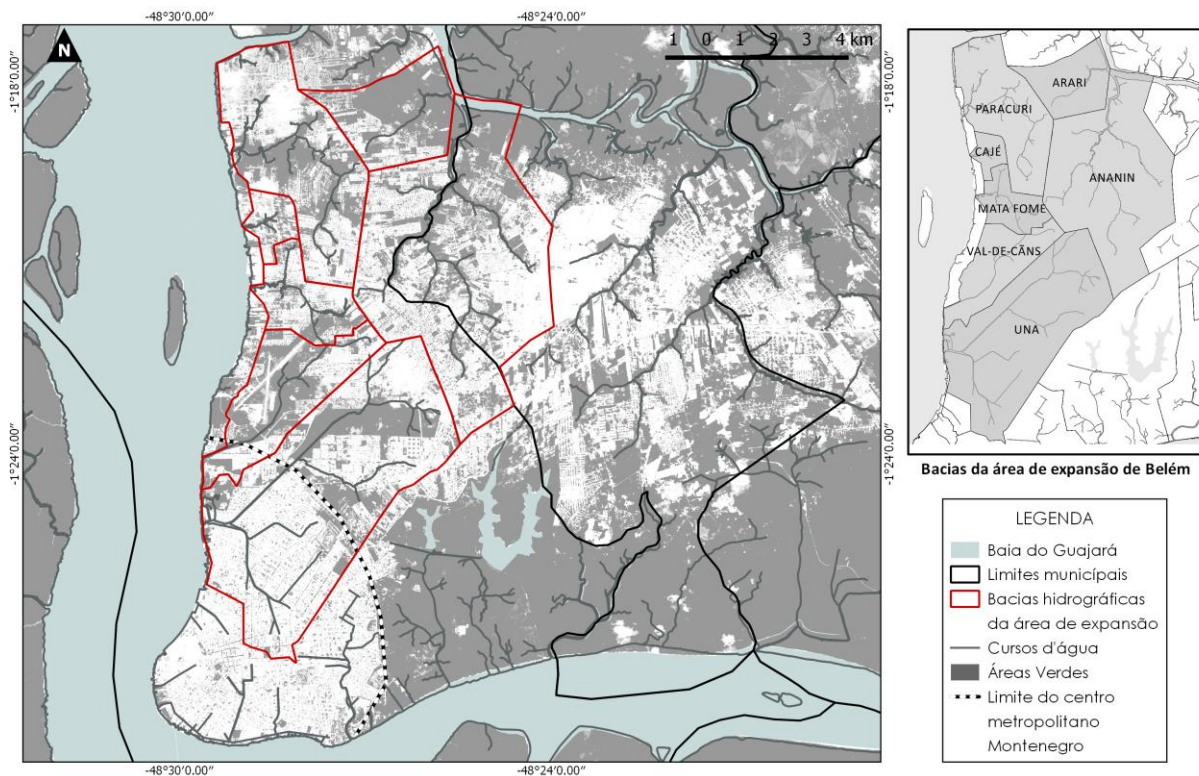 -48°30'0.00"
-48°24'0.00"
N
1 0 1 2 3 4 km
-1°18'0.00"
-1°18'0.00"
-1°24'0.00"
-1°24'0.00"
-48°30'0.00"
-48°24'0.00"
ARARI
PARACURI
CAJÉ
ANANIN
MATA FOME
VAL-DE-CÃNS
UNA
Bacias da área de expansão de Belém
LEGENDA
Baia do Guajará
Limites municípais
Bacias hidrográficas
da área de expansão
Cursos d'água
Áreas Verdes
Limite do centro
metropolitano
Montenegro